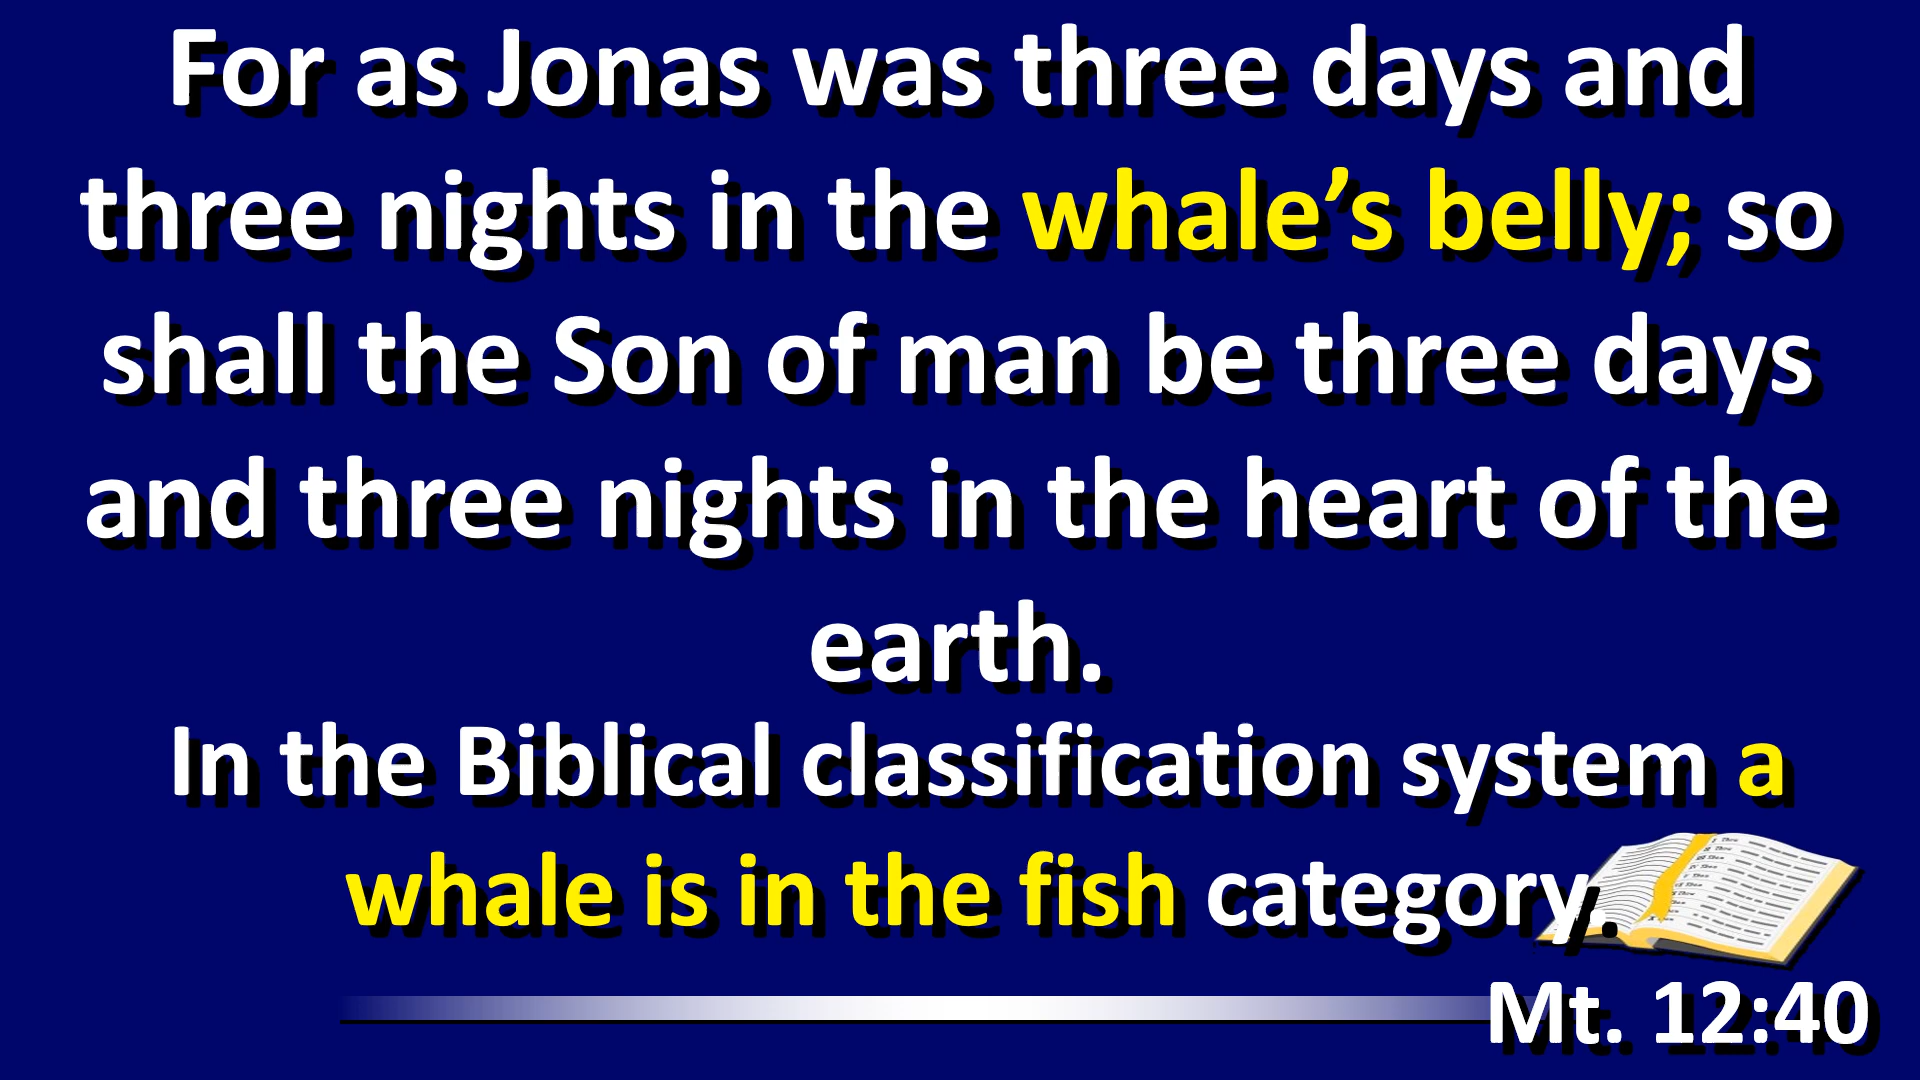 For as Jonas was three days and
three nights in the whale’s belly; so
shall the Son of man be three days
and three nights in the heart of the
earth.
In the Biblical classification system a
whale is in the fish category.
Mt. 12:40